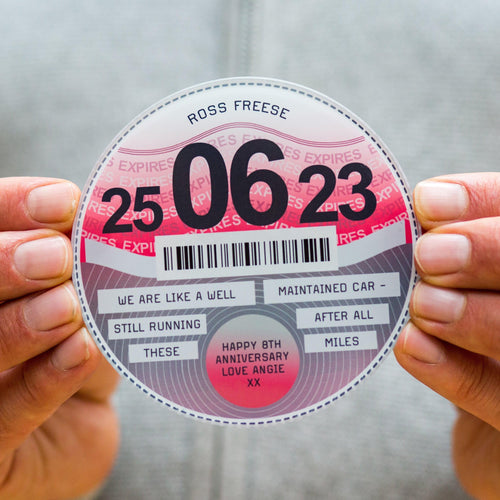 ROSS FREESE
EXPIRES EXPIRES EXPIRES EXPIRES
25 06 23
WE ARE LIKE A WELL
MAINTAINED CAR –
STILL RUNNING
AFTER ALL
THESE
MILES
HAPPY 8TH
ANNIVERSARY
LOVE ANGIE
XX